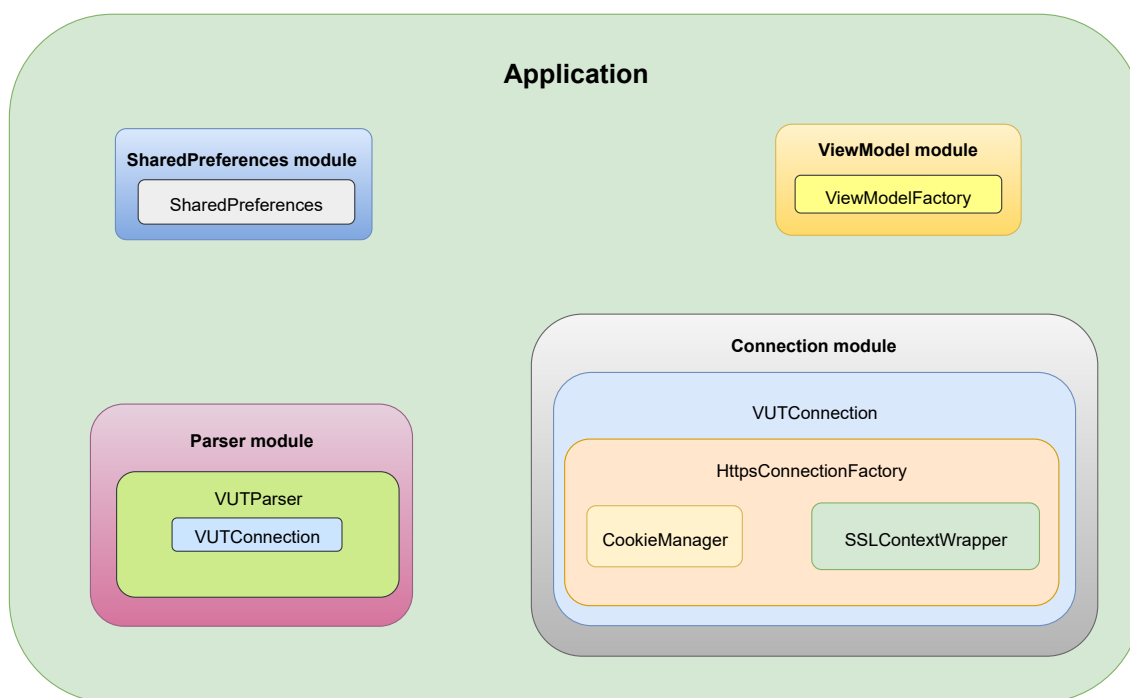 Application
SharedPreferences module
SharedPreferences
ViewModel module
ViewModelFactory
Connection module
VUTConnection
HttpsConnectionFactory
CookieManager
SSLContextWrapper
Parser module
VUTParser
VUTConnection